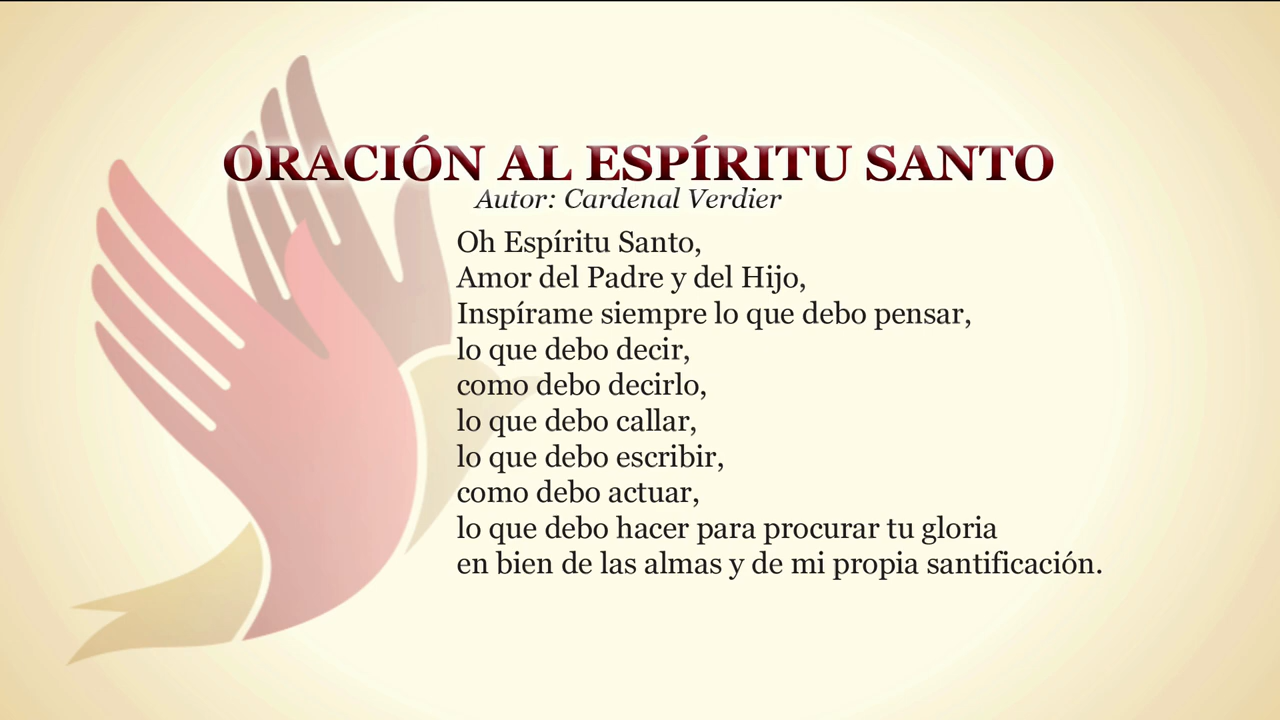 ORACIÓN AL ESPÍRITU SANTO
Autor: Cardenal Verdier
Oh Espíritu Santo,
Amor del Padre y del Hijo,
Inspírame siempre lo que debo pensar,
lo que debo decir,
como debo decirlo,
lo que debo callar,
lo que debo escribir,
como debo actuar,
lo que debo hacer para procurar tu gloria
en bien de las almas y de mi propia santificación.